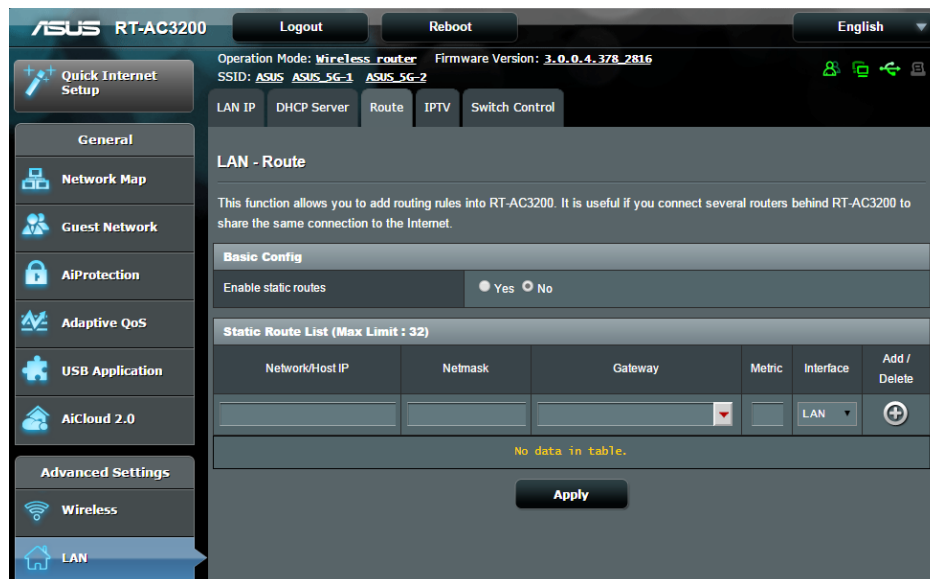 ASUS RT-AC3200
Logout
Reboot
English
Operation Mode: Wireless router Firmware Version: 3.0.0.4.378_2816
SSID: ASUS ASUS_5G-1 ASUS_5G-2
Quick Internet
Setup
General
Network Map
Guest Network
AiProtection
Adaptive QoS
USB Application
AiCloud 2.0
Advanced Settings
Wireless
LAN
LAN IP DHCP Server Route IPTV Switch Control
LAN - Route
This function allows you to add routing rules into RT-AC3200. It is useful if you connect several routers behind RT-AC3200 to
share the same connection to the Internet.
Basic Config
Enable static routes Yes No
Static Route List (Max Limit : 32)
Network/Host IP Netmask Gateway Metric Interface Add /
Delete
LAN
No data in table.
Apply